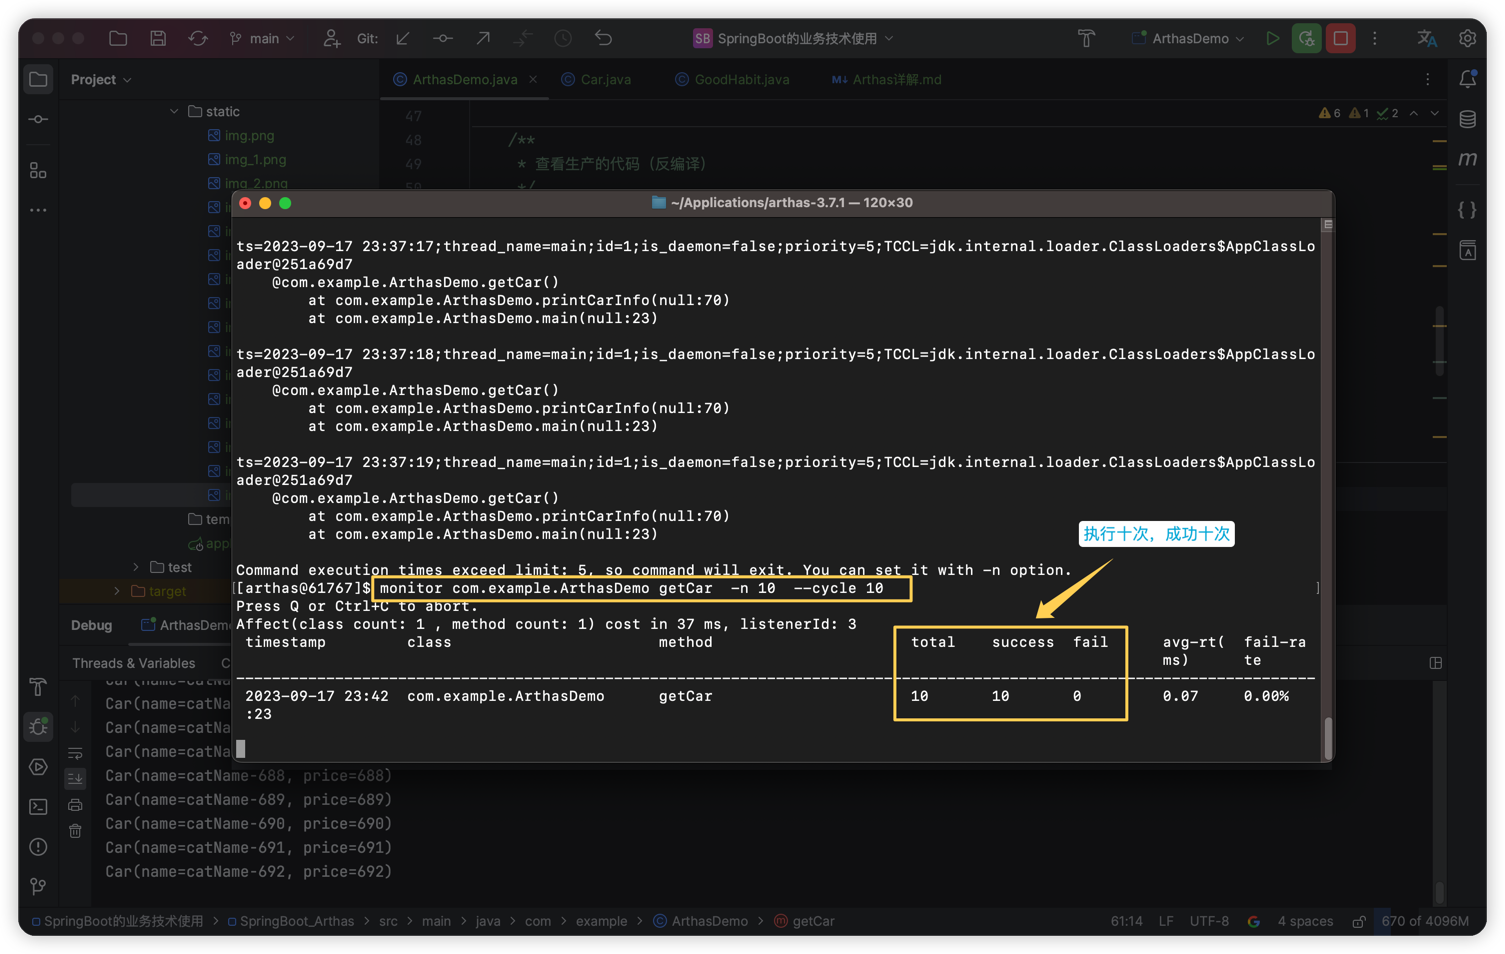 main
Git:
SB SpringBoot的业务技术使用
ArthasDemo
Project
ArthasDemo.java
Car.java
GoodHabit.java
M↓ Arthas详解.md
static
img.png
img_1.png
img_2.png
47
48 /**
49 * 查看生产的代码（反编译）
50 */
6 1 2
~/Applications/arthas-3.7.1 — 120×30
ts=2023-09-17 23:37:17;thread_name=main;id=1;is_daemon=false;priority=5;TCCL=jdk.internal.loader.ClassLoaders$AppClassLo
ader@251a69d7
@com.example.ArthasDemo.getCar()
at com.example.ArthasDemo.printCarInfo(null:70)
at com.example.ArthasDemo.main(null:23)
ts=2023-09-17 23:37:18;thread_name=main;id=1;is_daemon=false;priority=5;TCCL=jdk.internal.loader.ClassLoaders$AppClassLo
ader@251a69d7
@com.example.ArthasDemo.getCar()
at com.example.ArthasDemo.printCarInfo(null:70)
at com.example.ArthasDemo.main(null:23)
ts=2023-09-17 23:37:19;thread_name=main;id=1;is_daemon=false;priority=5;TCCL=jdk.internal.loader.ClassLoaders$AppClassLo
ader@251a69d7
@com.example.ArthasDemo.getCar()
at com.example.ArthasDemo.printCarInfo(null:70)
at com.example.ArthasDemo.main(null:23)
执行十次，成功十次
Command execution times exceed limit: 5, so command will exit. You can set it with -n option.
[[arthas@61767]$ monitor com.example.ArthasDemo getCar  -n 10  --cycle 10 ]
Press Q or Ctrl+C to abort.
Affect(class count: 1 , method count: 1) cost in 37 ms, listenerId: 3
timestamp class method total success fail avg-rt( fail-ra
ms) te
--------------------------------------------------------------------------------
2023-09-17 23:42 com.example.ArthasDemo getCar 10 10 0 0.07 0.00%
:23
tem
app
test
target
Debug ArthasDem
Threads & Variables C
Car(name=catNa
Car(name=catNa
Car(name=catNa
Car(name=catNa
Car(name=catName-688, price=688)
Car(name=catName-689, price=689)
Car(name=catName-690, price=690)
Car(name=catName-691, price=691)
Car(name=catName-692, price=692)
SpringBoot的业务技术使用 > SpringBoot_Arthas > src > main > java > com > example > ArthasDemo > getCar
61:14 LF UTF-8 4 spaces 670 of 4096M